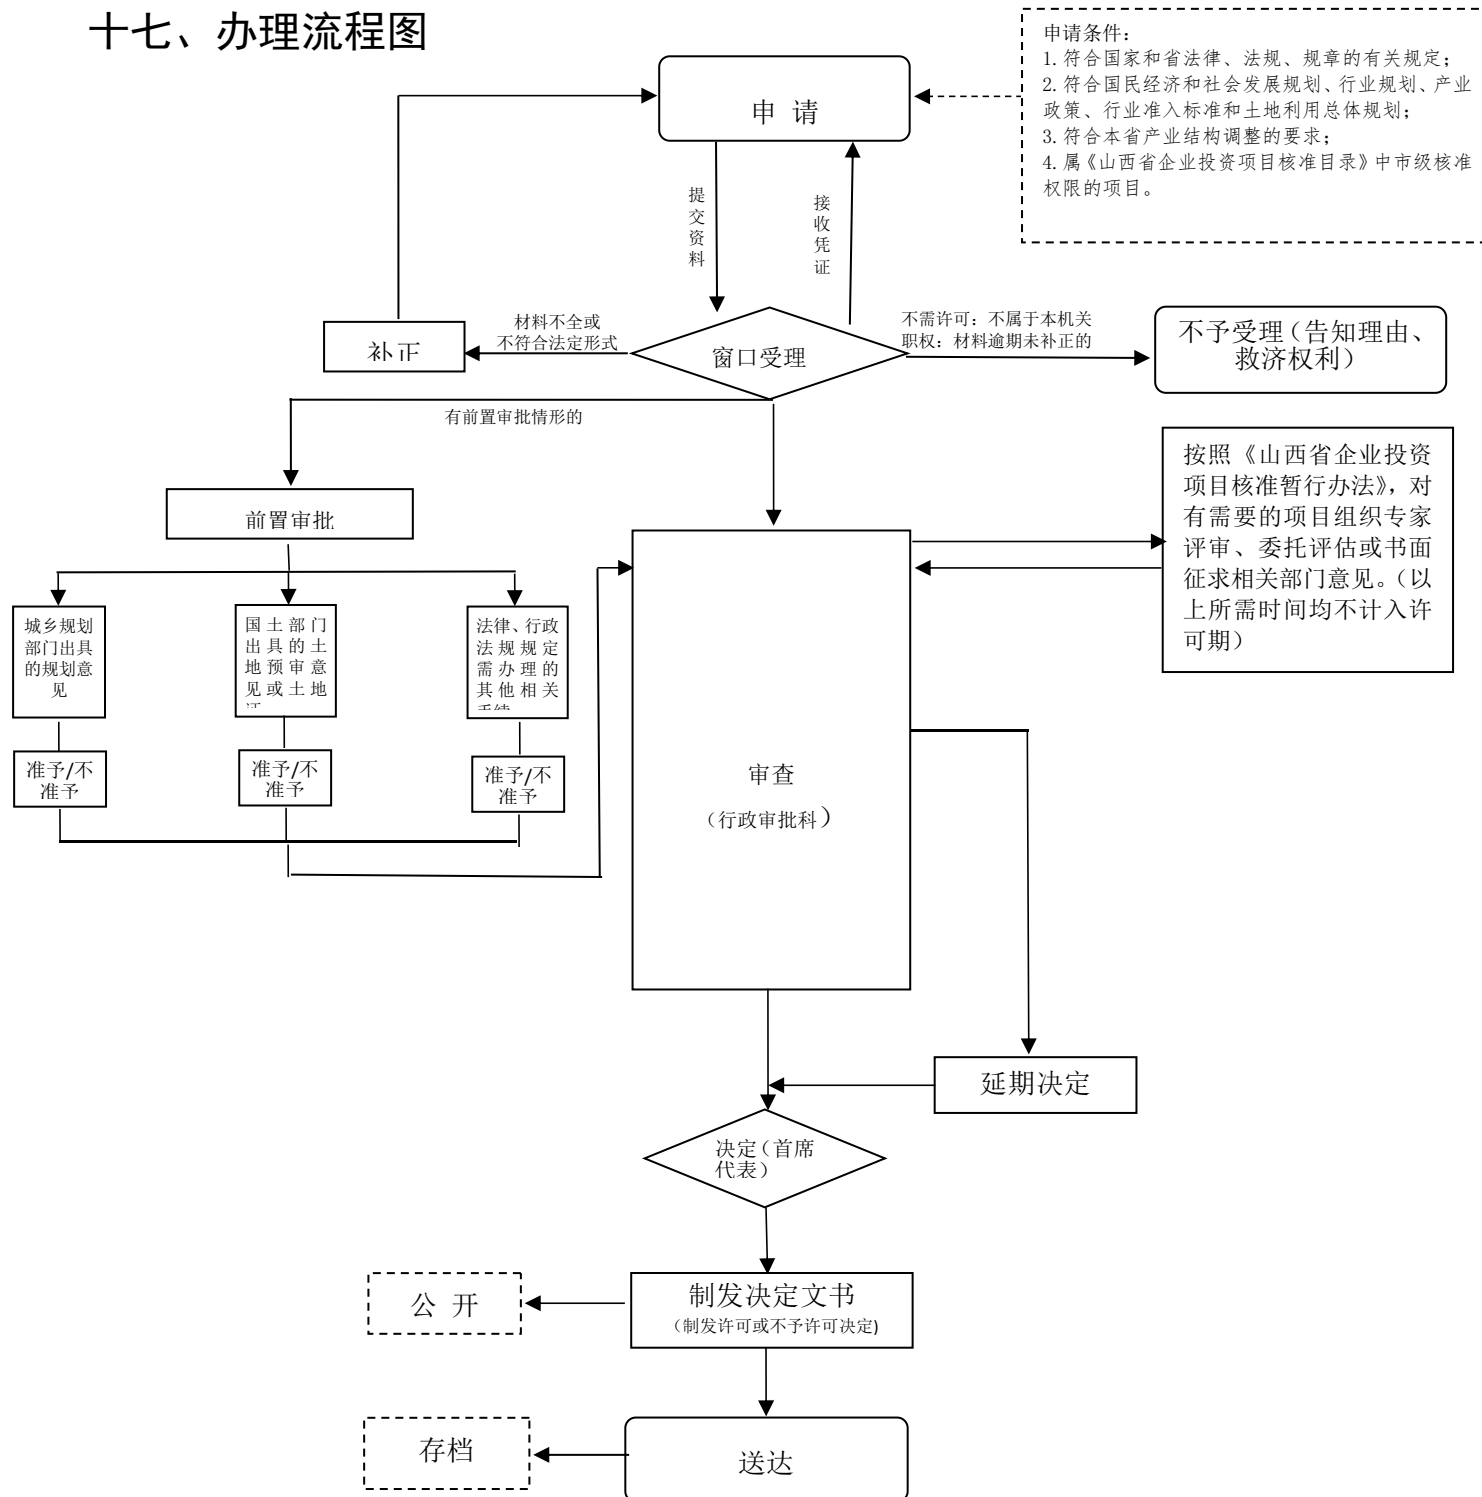 十七、办理流程图
申请条件：
1. 符合国家和省法律、法规、规章的有关规定；
2. 符合国民经济和社会发展规划、行业规划、产业
政策、行业准入标准和土地利用总体规划；
3. 符合本省产业结构调整的要求；
4. 属《山西省企业投资项目核准目录》中市级核准
权限的项目。
申 请
提交资料
接收凭证
材料不全或
不符合法定形式
补正
窗口受理
不需许可：不属于本机关
职权：材料逾期未补正的
不予受理（告知理由、
救济权利）
有前置审批情形的
前置审批
按照《山西省企业投资
项目核准暂行办法》，对
有需要的项目组织专家
评审、委托评估或书面
征求相关部门意见。（以
上所需时间均不计入许
可期）
城乡规划
部门出具
的规划意
见
国土部门
出具的土
地预审意
见或土地
法律、行政
法规规定
需办理的
其他相关
手续
准予/不
准予
准予/不
准予
准予/不
准予
审查
（行政审批科）
延期决定
决定（首席
代表）
制发决定文书
（制发许可或不予许可决定)
公 开
送达
存档